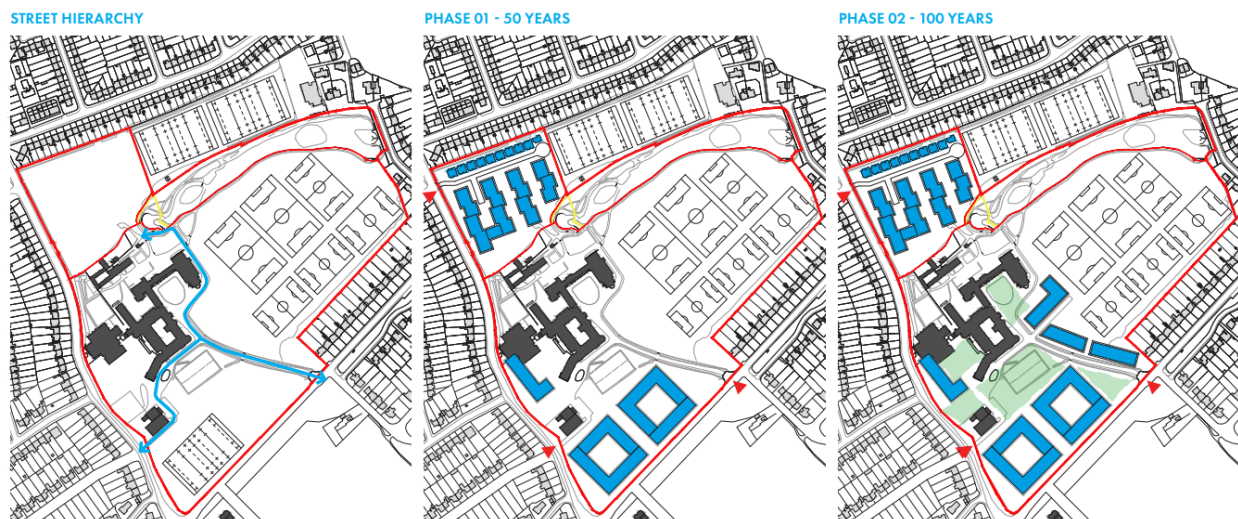 STREET HIERARCHY
PHASE 01 - 50 YEARS
PHASE 02 - 100 YEARS